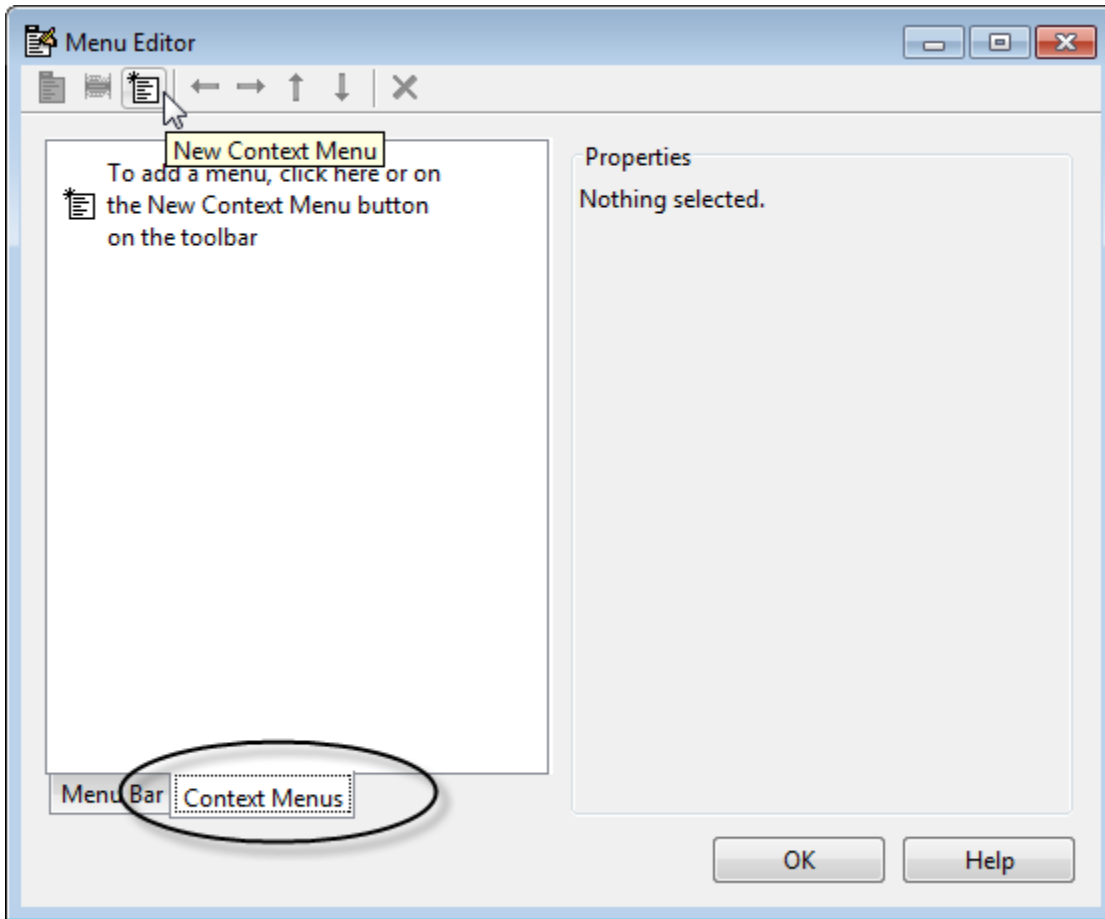 Menu Editor
New Context Menu
To add a menu, click here or on
the New Context Menu button
on the toolbar
Properties
Nothing selected.
Menu Bar
Context Menus
OK
Help